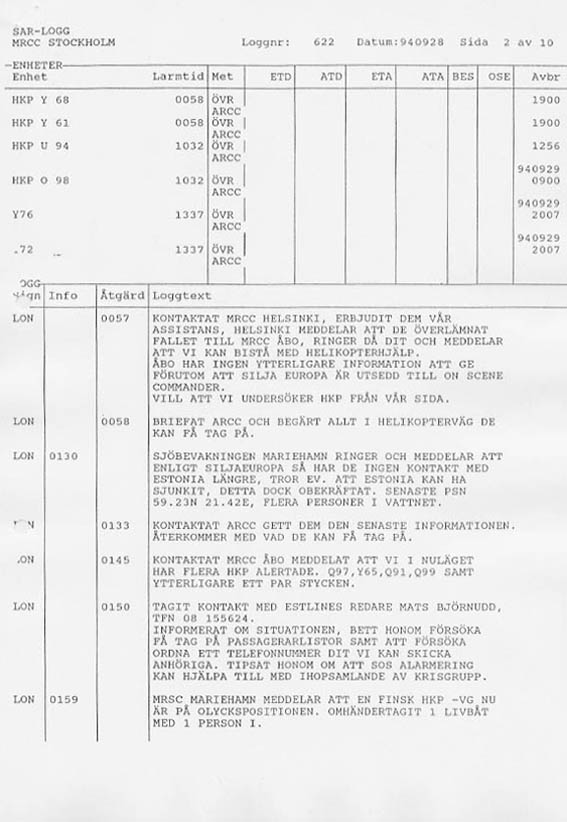 SAR-LOGG
MRCC STOCKHOLM Loggnr: 622 Datum:940928 Sida 2 av 10
ENHETER
Enhet Larmtid Met ETD ATD ETA ATA BES OSE Avbr
HKP Y 68 0058 ÖVR 1900
ARCC
HKP Y 61 0058 ÖVR 1900
ARCC
HKP U 94 1032 ÖVR 1256
ARCC
940929
HKP O 98 1032 ÖVR 0900
ARCC
940929
Y76 1337 ÖVR 2007
ARCC
940929
.72 1337 ÖVR 2007
ARCC
OGG
Info Åtgärd Loggtext
LON 0057 KONTAKTAT MRCC HELSINKI, ERBJUDIT DEM VÅR
ASSISTANS, HELSINKI MEDDELAR ATT DE ÖVERLÄMNAT
FALLET TILL MRCC ÅBO, RINGER DÅ DIT OCH MEDDELAR
ATT VI KAN BISTÅ MED HELIKOPTERHJÄLP.
ÅBO HAR INGEN YTTERLIGARE INFORMATION ATT GE
FÖRUTOM ATT SILJA EUROPA ÄR UTSEDD TILL ON SCENE
COMMANDER.
VILL ATT VI UNDERSÖKER HKP FRÅN VÅR SIDA.
LON 0058 BRIEFAT ARCC OCH BEGÄRT ALLT I HELIKOPTERVÄG DE
KAN FÅ TAG PÅ.
LON 0130 SJÖBEVAKNINGEN MARIEHAMN RINGER OCH MEDDELAR ATT
ENLIGT SILJAEUROPA SÅ HAR DE INGEN KONTAKT MED
ESTONIA LÄNGRE, TROR EV. ATT ESTONIA KAN HA
SJUNKIT, DETTA DOCK OBEKRÄFTAT. SENASTE PSN
59.23N 21.42E, FLERA PERSONER I VATTNET.
N 0133 KONTAKTAT ARCC GETT DEM DEN SENASTE INFORMATIONEN.
ÅTERKOMMER MED VAD DE KAN FÅ TAG PÅ.
.ON 0145 KONTAKTAT MRCC ÅBO MEDDELAT ATT VI I NULÄGET
HAR FLERA HKP ALERTADE. Q97,Y65,Q91,Q99 SAMT
YTTERLIGARE ETT PAR STYCKEN.
LON 0150 TAGIT KONTAKT MED ESTLINES REDARE MATS BJÖRNUDD,
TFN 08 155624.
INFORMERAT OM SITUATIONEN, BETT HONOM FÖRSÖKA
FÅ TAG PÅ PASSAGERARLISTOR SAMT ATT FÖRSÖKA
ORDNA ETT TELEFONNUMMER DIT VI KAN SKICKA
ANHÖRIGA. TIPSAT HONOM OM ATT SOS ALARMERING
KAN HJÄLPA TILL MED IHOPSAMLANDE AV KRISGRUPP.
LON 0159 MRSC MARIEHAMN MEDDELAR ATT EN FINSK HKP -VG NU
ÄR PÅ OLYCKSPOSITIONEN. OMHÄNDERTAGIT 1 LIVBÅT
MED 1 PERSON I.